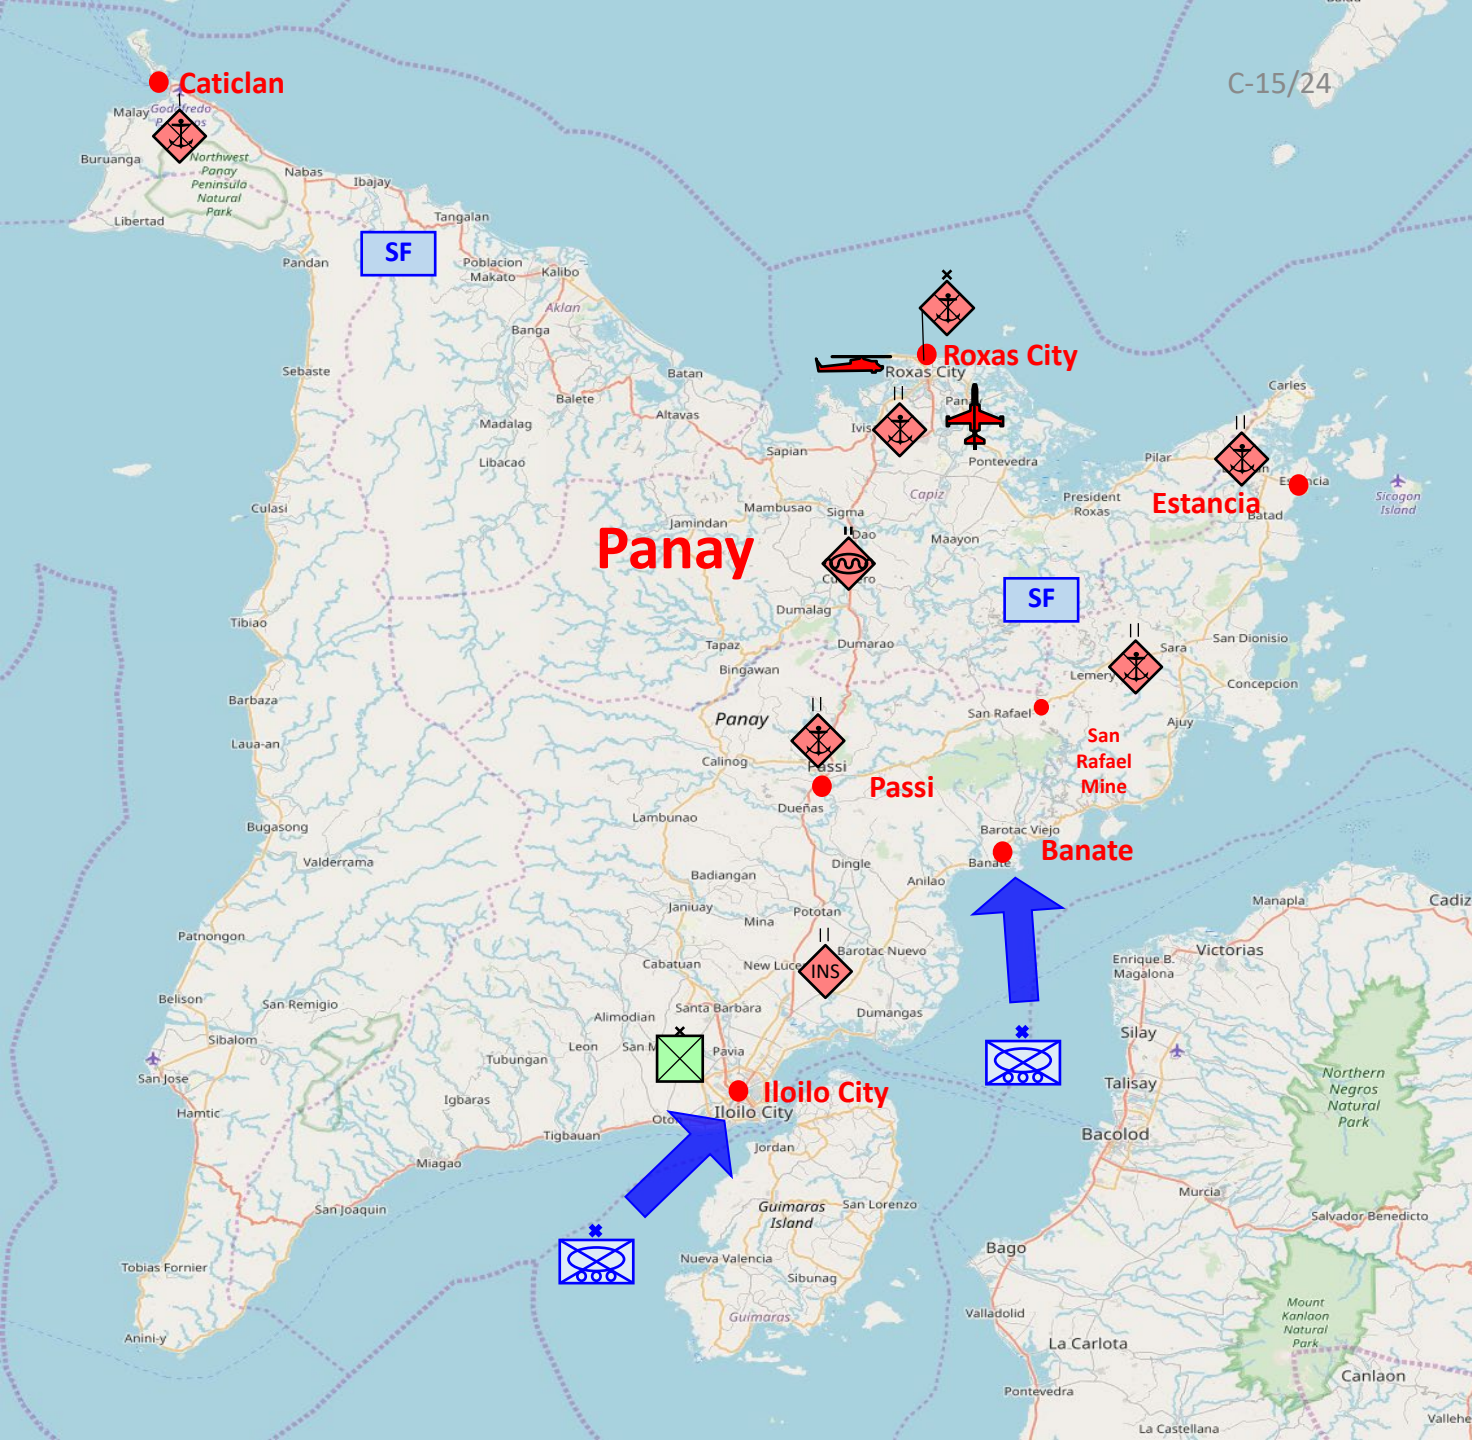 Caticlan
C-15/24
Malay
Godofredo
Buruanga
Northwest
Panay
Peninsula
Natural
Park
Nabas
Ibajay
Libertad
Tangalan
SF
Pandan
Poblacion
Makato
Kalibo
Aklan
Banga
Roxas City
Roxas City
Sebaste
Batan
Carles
Balete
Altavas
Madalag
Ivis
Pan
Sapian
Libacao
Pontevedra
Pilar
Estancia
Capiz
Sicogon
Island
President
Roxas
Batad
Culasi
Mambusao
Sigma
Jamindan
Dao
Maayon
Panay
SF
Dumalag
Tibiao
Tapaz
Dumarao
San Dionisio
Sara
Bingawan
Lemery
Concepcion
Barbaza
San Rafael
Panay
Ajuy
San
Rafael
Mine
Laua-an
Calinog
Passi
Passi
Dueñas
Lambunao
Bugasong
Barotac Viejo
Banate
Banate
Valderrama
Dingle
Badiangan
Anilao
Manapla
Cadiz
Janiuay
Mina
Pototan
Patnongon
Barotac Nuevo
Victorias
Cabatuan
New Luce
INS
Enrique B.
Magalona
Belison
San Remigio
Santa Barbara
Dumangas
Alimodian
Silay
Sibalom
Leon
San M
Pavia
Tubungan
San Jose
Northern
Negros
Natural
Park
Talisay
Iloilo City
Iloilo City
Hamtic
Igbaras
Oto
Tigbauan
Bacolod
Jordan
Miagao
Murcia
San Joaquin
Guimaras
Island
San Lorenzo
Salvador Benedicto
Bago
Nueva Valencia
Tobias Fornier
Sibunag
Guimaras
Valladolid
Mount
Kanlaon
Natural
Park
Anini-y
La Carlota
Canlaon
Pontevedra
Vallehe
La Castellana